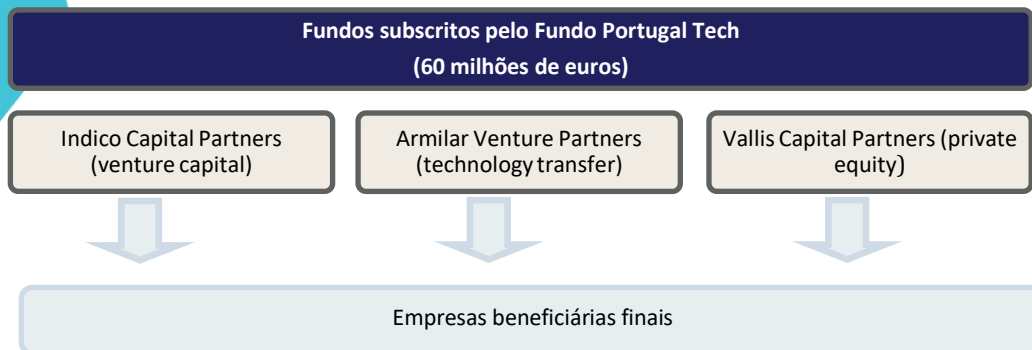 Fundos subscritos pelo Fundo Portugal Tech
(60 milhões de euros)
Indico Capital Partners
(venture capital)
Armilar Venture Partners
(technology transfer)
Vallis Capital Partners (private
equity)
Empresas beneficiárias finais